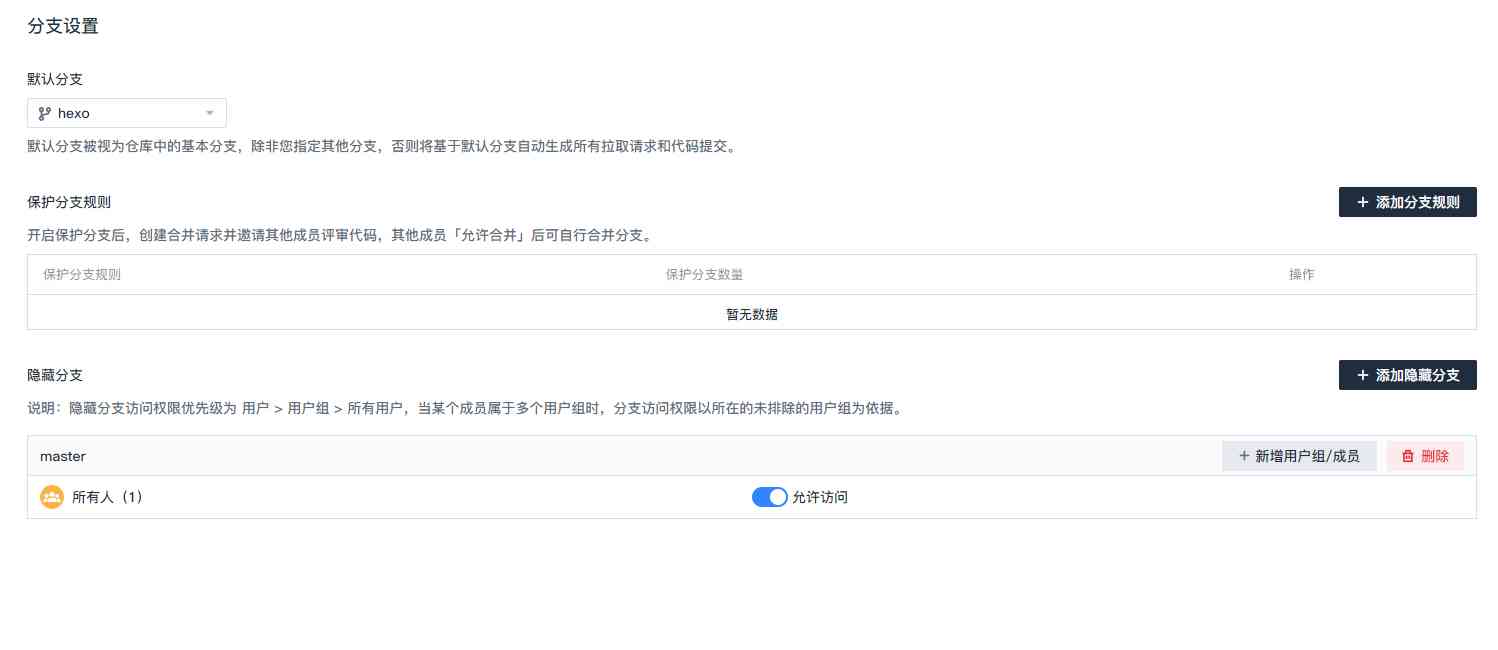 分支设置
默认分支
hexo
默认分支被视为仓库中的基本分支，除非您指定其他分支，否则将基于默认分支自动生成所有拉取请求和代码提交。
保护分支规则
添加分支规则
开启保护分支后，创建合并请求并邀请其他成员评审代码，其他成员「允许合并」后可自行合并分支。
保护分支规则 保护分支数量 操作
暂无数据
隐藏分支
添加隐藏分支
说明：隐藏分支访问权限优先级为 用户 > 用户组 > 所有用户，当某个成员属于多个用户组时，分支访问权限以所在的未排除的用户组为依据。
master
新增用户组/成员
删除
所有人（1） 允许访问